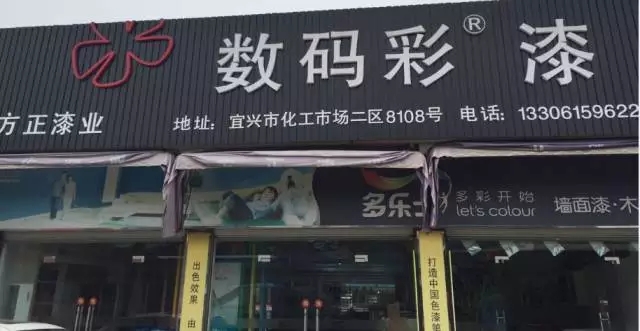 数码彩® 漆
方正漆业
地址：宜兴市化工市场二区8108号 电话：13306159622
多乐士
多彩开始
let's colour
墙面漆·木
出色效果 由
打造中国色漆第